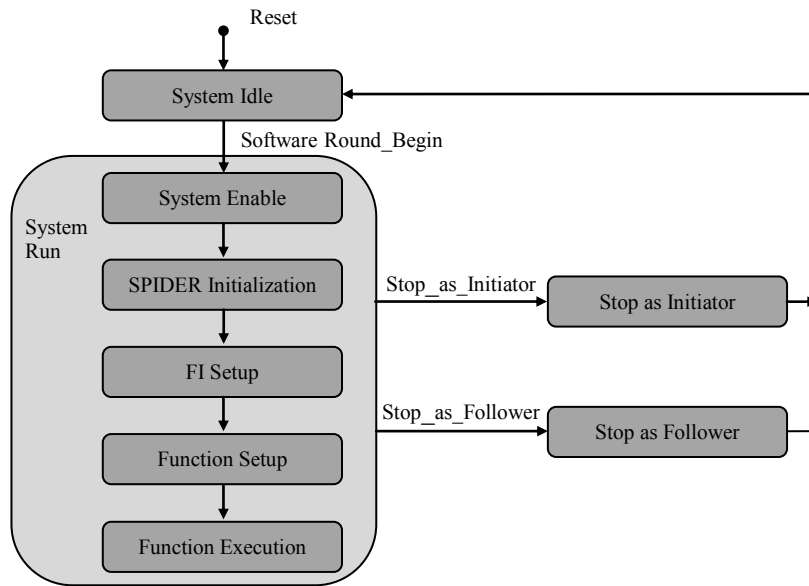 Reset
System Idle
Software Round_Begin
System Enable
System
Run
SPIDER Initialization
Stop_as_Initiator
Stop as Initiator
FI Setup
Stop_as_Follower
Stop as Follower
Function Setup
Function Execution